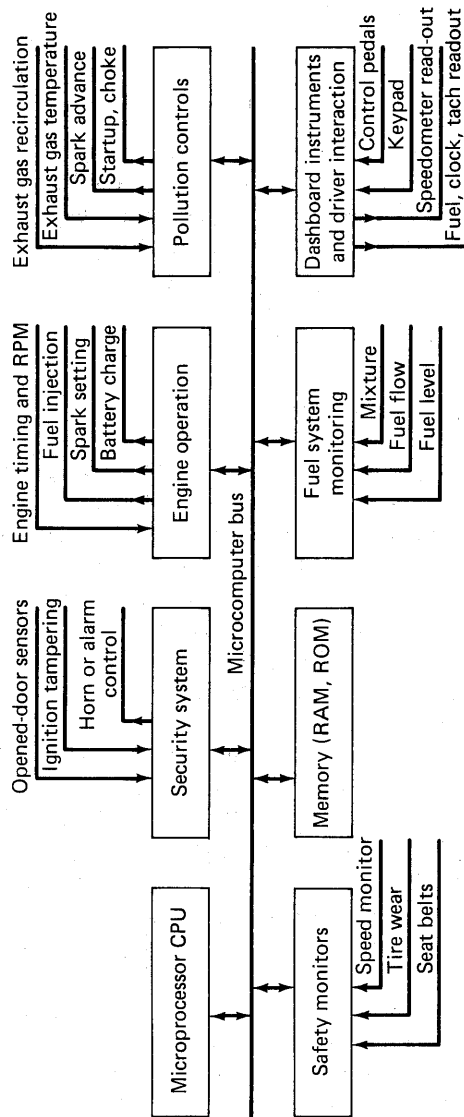 Opened-door sensors
Ignition tampering
Horn or alarm
control
Engine timing and RPM
Fuel injection
Spark setting
Battery charge
Exhaust gas recirculation
Exhaust gas temperature
Spark advance
Startup, choke
Microprocessor CPU
Security system
Engine operation
Pollution controls
Microcomputer bus
Safety monitors
Memory (RAM, ROM)
Fuel system
monitoring
Dashboard instruments
and driver interaction
Speed monitor
Tire wear
Seat belts
Mixture
Fuel flow
Fuel level
Control pedals
Keypad
Speedometer read-out
Fuel, clock, tach readout